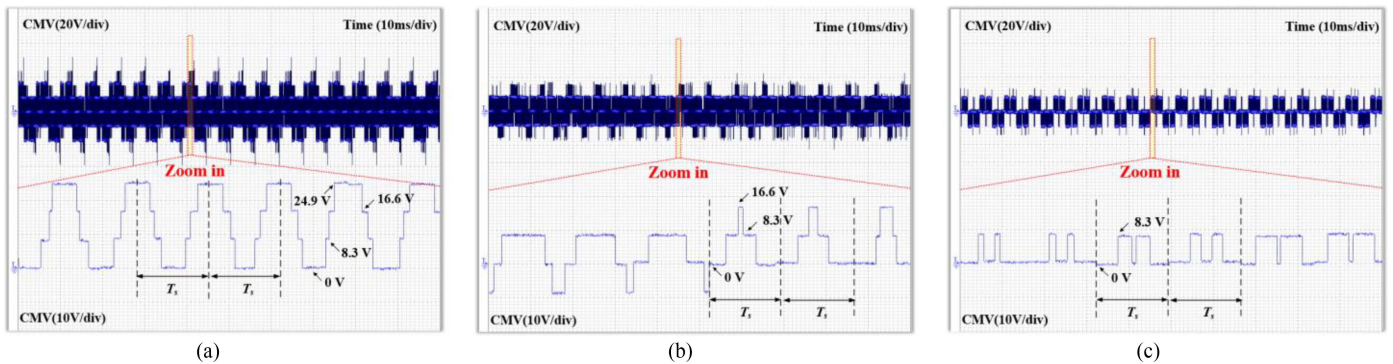 CMV(20V/div) Time (10ms/div)
Zoom in
24.9 V 16.6 V
8.3 V
0 V
Ts Ts
CMV(10V/div)
(a)
CMV(20V/div) Time (10ms/div)
Zoom in
16.6 V
8.3 V
0 V
Ts Ts
CMV(10V/div)
(b)
CMV(20V/div) Time (10ms/div)
Zoom in
8.3 V
0 V
Ts Ts
CMV(10V/div)
(c)